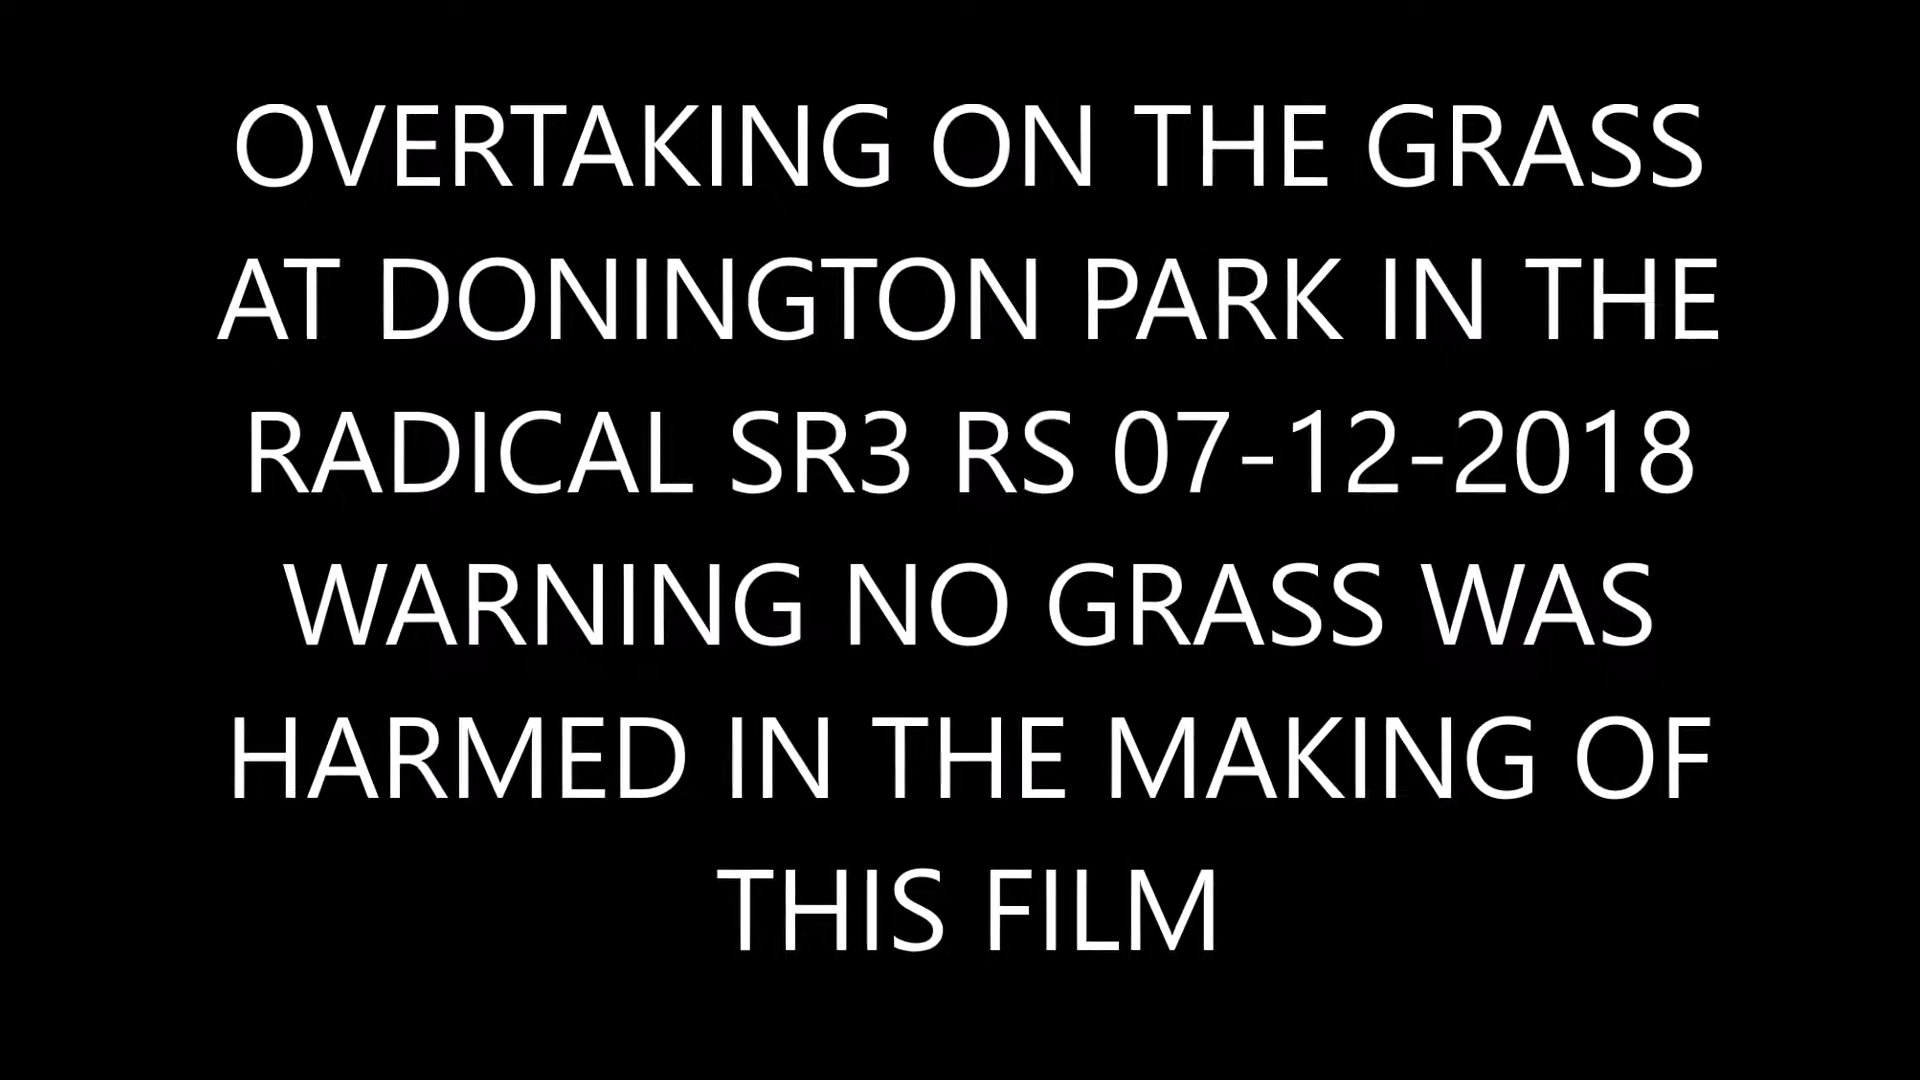 OVERTAKING ON THE GRASS
AT DONINGTON PARK IN THE
RADICAL SR3 RS 07-12-2018
WARNING NO GRASS WAS
HARMED IN THE MAKING OF
THIS FILM